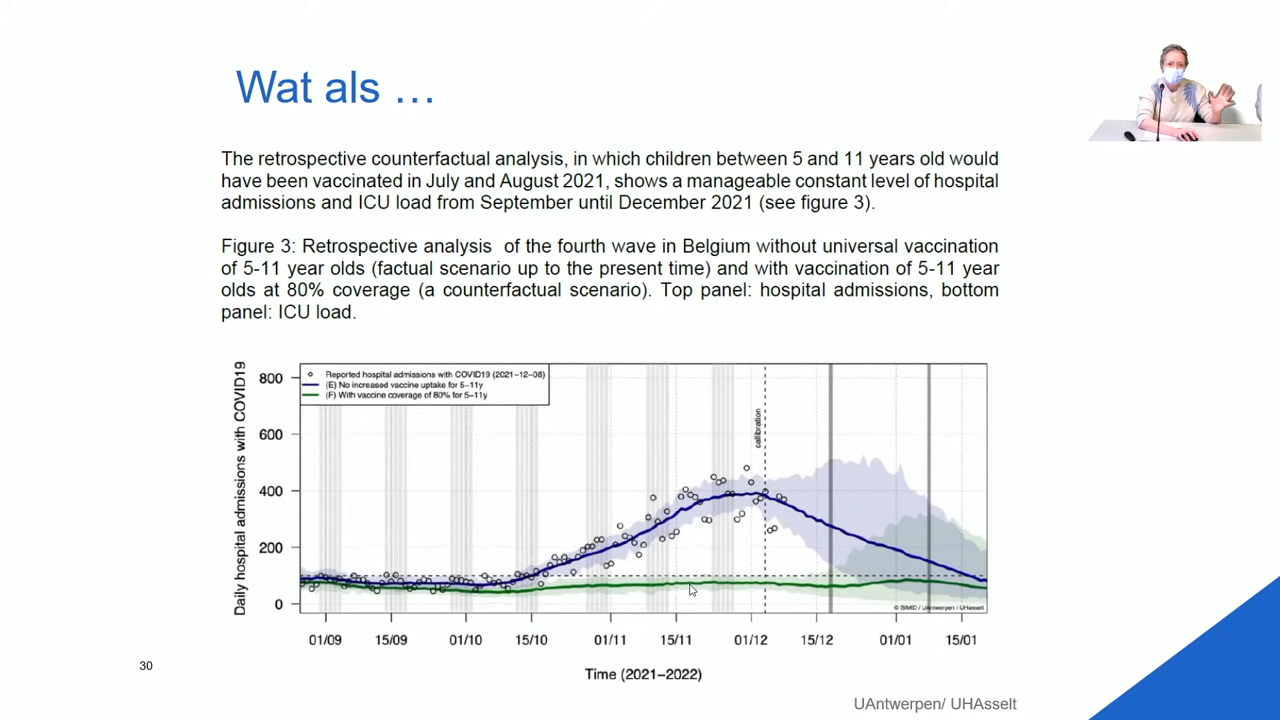 Wat als …
The retrospective counterfactual analysis, in which children between 5 and 11 years old would
have been vaccinated in July and August 2021, shows a manageable constant level of hospital
admissions and ICU load from September until December 2021 (see figure 3).
Figure 3: Retrospective analysis of the fourth wave in Belgium without universal vaccination
of 5-11 year olds (factual scenario up to the present time) and with vaccination of 5-11 year
olds at 80% coverage (a counterfactual scenario). Top panel: hospital admissions, bottom
panel: ICU load.
Daily hospital admissions with COVID19
800
600
400
200
0
Reported hospital admissions with COVID19 (2021-12-08)
(E) No increased vaccine uptake for 5-11y
(F) With vaccine coverage of 80% for 5-11y
calibration
© SIMID / UAntwerpen / UHasselt
01/09 15/09 01/10 15/10 01/11 15/11 01/12 15/12 01/01 15/01
Time (2021-2022)
30
UAntwerpen/ UHAsselt